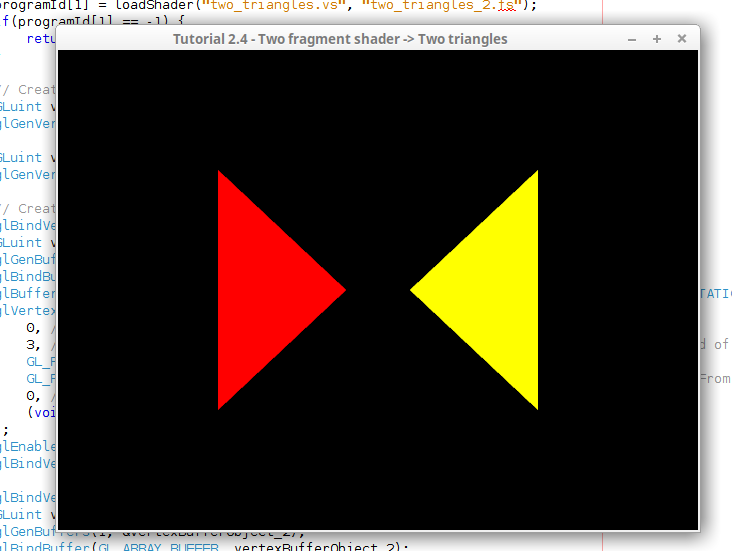 programId[1] = loadShader("two_triangles.vs", "two_triangles_2.fs");
if(programId[1] == -1) {
Tutorial 2.4 - Two fragment shader -> Two triangles
// Creat
GLuint v
glGenVer
GLuint v
glGenVer
// Creat
glBindVe
GLuint v
glGenBuf
glBindBu
glBuffer TATIC
glVertex
0, /
3, / d of
GL_F
GL_F From
0, /
(voi
);
glEnable
glBindVe
glBindVe
GLuint v
glGenBuffers(1, &vertexBufferObject_2);
glBindBuffer(GL_ARRAY_BUFFER, vertexBufferObject_2);